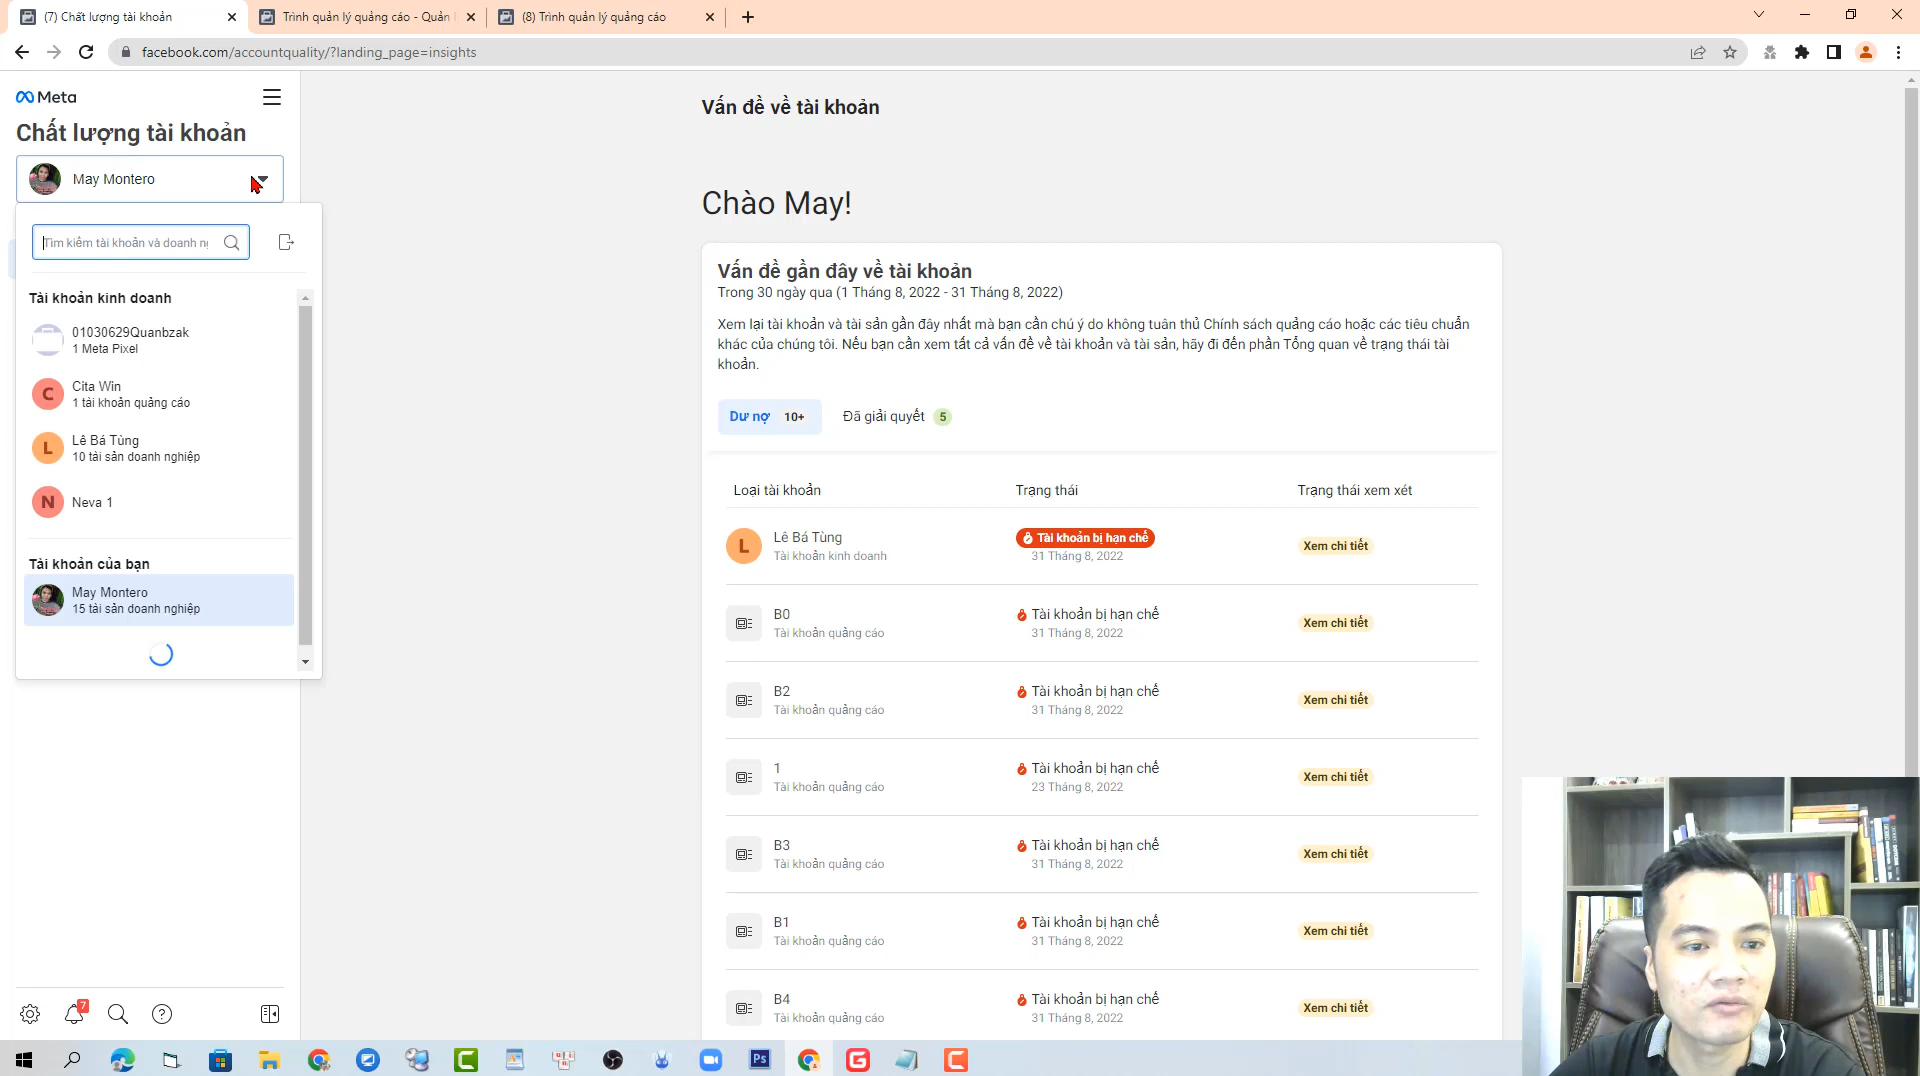 (7) Chất lượng tài khoản
Trình quản lý quảng cáo - Quản
(8) Trình quản lý quảng cáo
facebook.com/accountquality/?landing_page=insights
Meta
Chất lượng tài khoản
May Montero
Tìm kiếm tài khoản và doanh ng
Tài khoản kinh doanh
01030629Quanbzak
1 Meta Pixel
C
Cita Win
1 tài khoản quảng cáo
L
Lê Bá Tùng
10 tài sản doanh nghiệp
N
Neva 1
Tài khoản của bạn
May Montero
15 tài sản doanh nghiệp
7
Vấn đề về tài khoản
Chào May!
Vấn đề gần đây về tài khoản
Trong 30 ngày qua (1 Tháng 8, 2022 - 31 Tháng 8, 2022)
Xem lại tài khoản và tài sản gần đây nhất mà bạn cần chú ý do không tuân thủ Chính sách quảng cáo hoặc các tiêu chuẩn
khác của chúng tôi. Nếu bạn cần xem tất cả vấn đề về tài khoản và tài sản, hãy đi đến phần Tổng quan về trạng thái tài
khoản.
Dư nợ 10+ Đã giải quyết 5
Loại tài khoản Trạng thái Trạng thái xem xét
L
Lê Bá Tùng Tài khoản bị hạn chế Xem chi tiết
Tài khoản kinh doanh 31 Tháng 8, 2022
B0 Tài khoản bị hạn chế Xem chi tiết
Tài khoản quảng cáo 31 Tháng 8, 2022
B2 Tài khoản bị hạn chế Xem chi tiết
Tài khoản quảng cáo 31 Tháng 8, 2022
1 Tài khoản bị hạn chế Xem chi tiết
Tài khoản quảng cáo 23 Tháng 8, 2022
B3 Tài khoản bị hạn chế Xem chi tiết
Tài khoản quảng cáo 31 Tháng 8, 2022
B1 Tài khoản bị hạn chế Xem chi tiết
Tài khoản quảng cáo 31 Tháng 8, 2022
B4 Tài khoản bị hạn chế Xem chi tiết
Tài khoản quảng cáo 31 Tháng 8, 2022
Ps